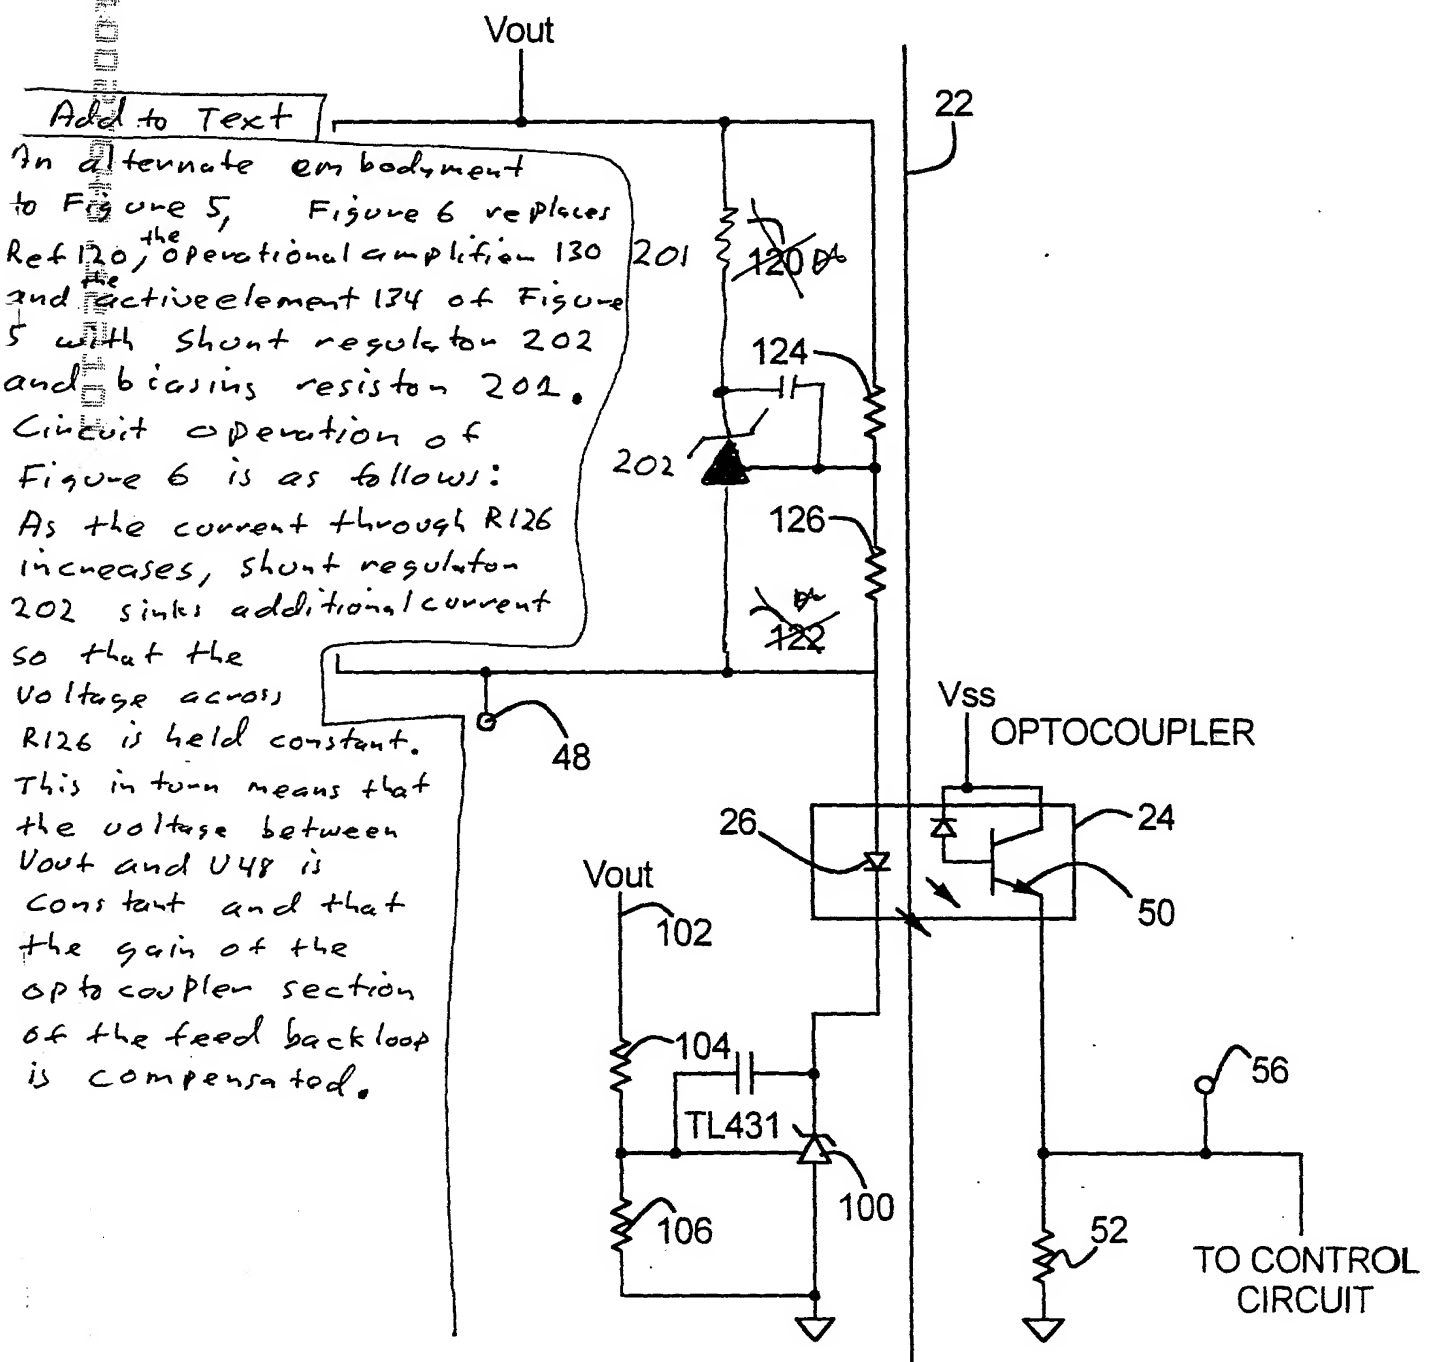 Vout
22
Add to Text
An alternate embodyment
to Figure 5, Figure 6 replaces
Ref 120, the operational amplifier 130
and the active element 134 of Figure
5 with shunt regulator 202
and biasing resistor 201.
Circuit operation of
Figure 6 is as follows:
As the current through R126
increases, shunt regulator
202 sinks additional current
so that the
voltage across
R126 is held constant.
This in turn means that
the voltage between
Vout and V48 is
constant and that
the gain of the
optocoupler section
of the feedback loop
is compensated.
201
120
124
202
126
122
48
Vss
OPTOCOUPLER
26
24
50
Vout
102
104
TL431
100
106
56
52
TO CONTROL
CIRCUIT